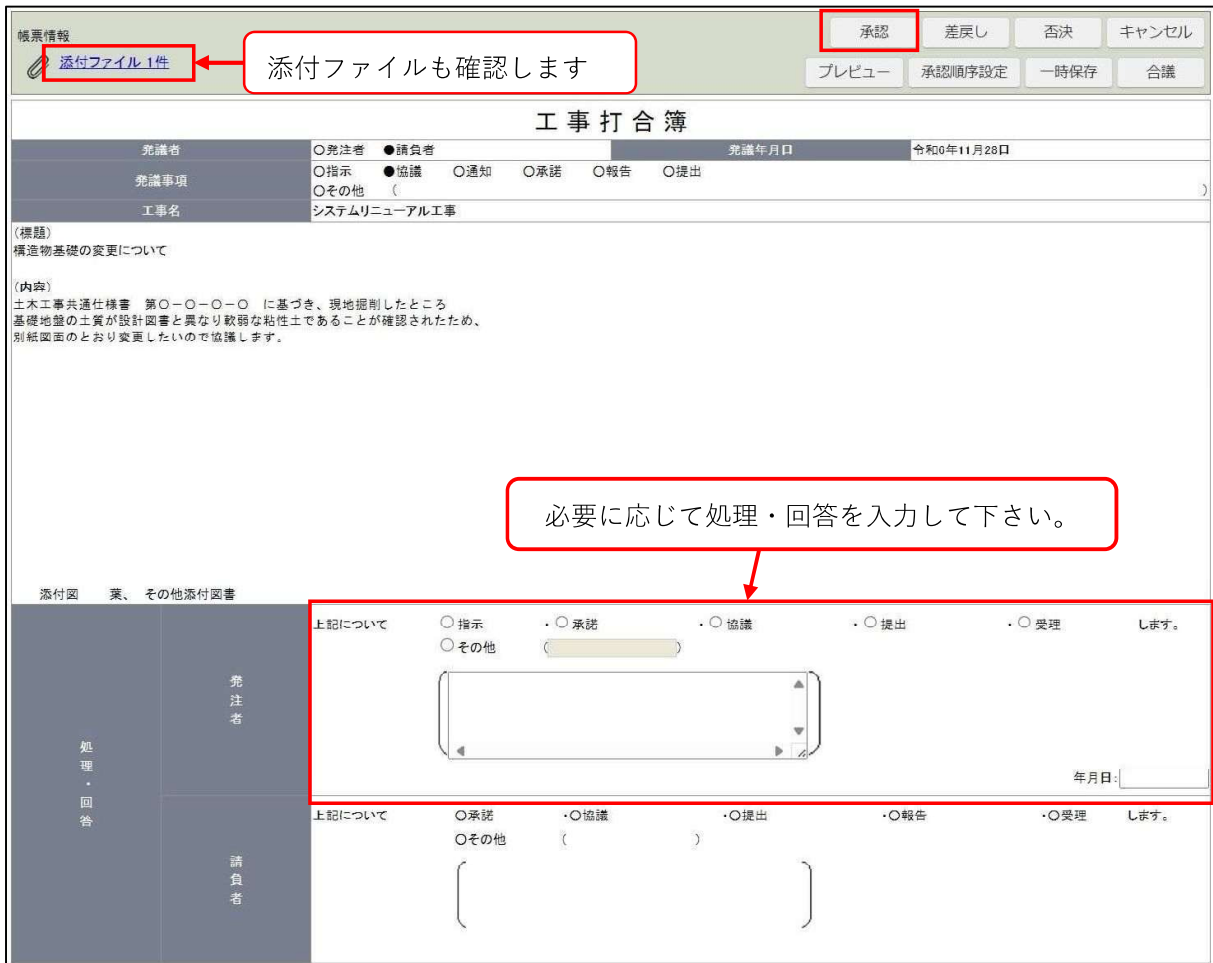 帳票情報
添付ファイル 1件
添付ファイルも確認します
承認 差戻し 否決 キャンセル
プレビュー 承認順序設定 一時保存 合議
工事打合簿
発議者 ○発注者 ●請負者 発議年月日 令和6年11月28日
発議事項 ○指示 ●協議 ○通知 ○承諾 ○報告 ○提出
○その他 ( )
工事名 システムリニューアル工事
(標題)
構造物基礎の変更について
(内容)
土木工事共通仕様書 第○－○－○－○ に基づき、現地掘削したところ
基礎地盤の土質が設計図書と異なり軟弱な粘性土であることが確認されたため、
別紙図面のとおり変更したいので協議します。
必要に応じて処理・回答を入力して下さい。
添付図 葉、 その他添付図書
処理・回答
発注者
上記について ○指示 ・○承諾 ・○協議 ・○提出 ・○受理 します。
○その他 ( )
年月日:
請負者
上記について ○承諾 ・○協議 ・○提出 ・○報告 ・○受理 します。
○その他 ( )